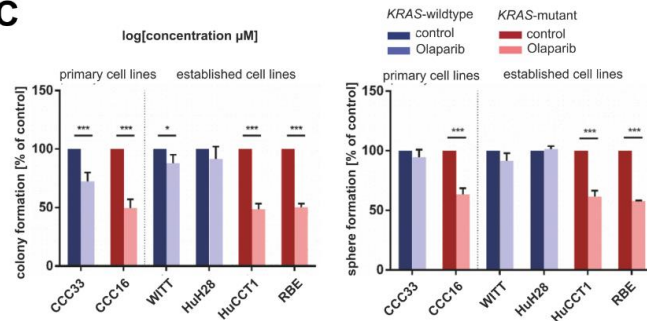 C
log[concentration µM]
KRAS-wildtype
control
Olaparib
KRAS-mutant
control
Olaparib
primary cell lines
established cell lines
colony formation [% of control]
150
100
50
0
***
***
*
***
***
CCC33
CCC16
WITT
HuH28
HuCCT1
RBE
primary cell lines
established cell lines
sphere formation [% of control]
150
100
50
0
***
***
***
CCC33
CCC16
WITT
HuH28
HuCCT1
RBE